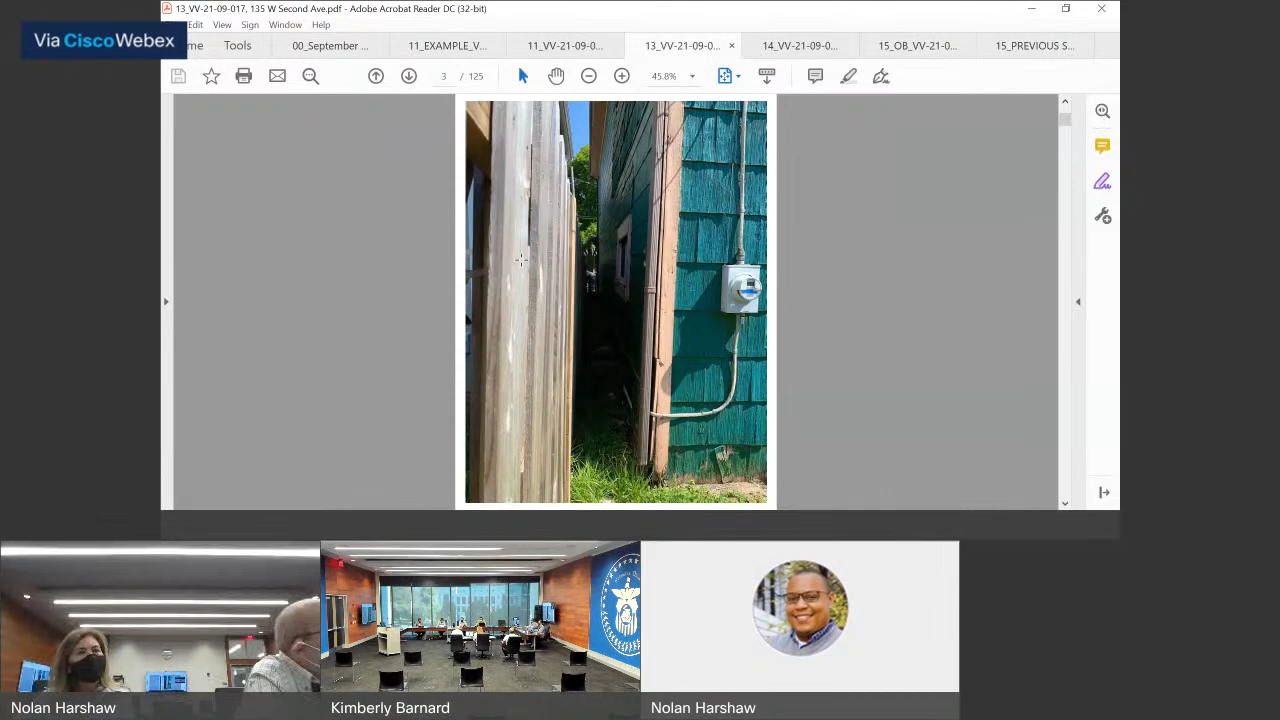 13_VV-21-09-017, 135 W Second Ave.pdf - Adobe Acrobat Reader DC (32-bit)
Edit View Sign Window Help
Via Cisco Webex
me Tools 00_September ... 11_EXAMPLE_V... 11_VV-21-09-0... 13_VV-21-09-0... × 14_VV-21-09-0... 15_OB_VV-21-0... 15_PREVIOUS S...
3 / 125 45.8%
Nolan Harshaw Kimberly Barnard Nolan Harshaw